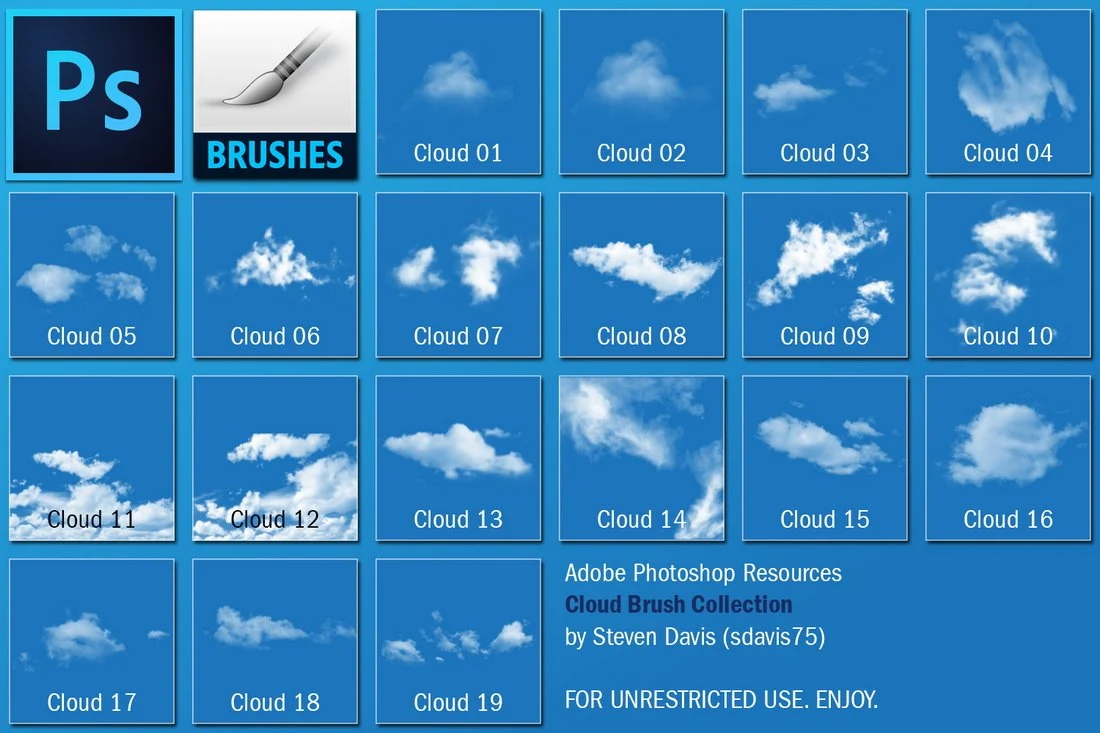 Ps
BRUSHES
Cloud 01
Cloud 02
Cloud 03
Cloud 04
Cloud 05
Cloud 06
Cloud 07
Cloud 08
Cloud 09
Cloud 10
Cloud 11
Cloud 12
Cloud 13
Cloud 14
Cloud 15
Cloud 16
Cloud 17
Cloud 18
Cloud 19
Adobe Photoshop Resources
Cloud Brush Collection
by Steven Davis (sdavis75)
FOR UNRESTRICTED USE. ENJOY.